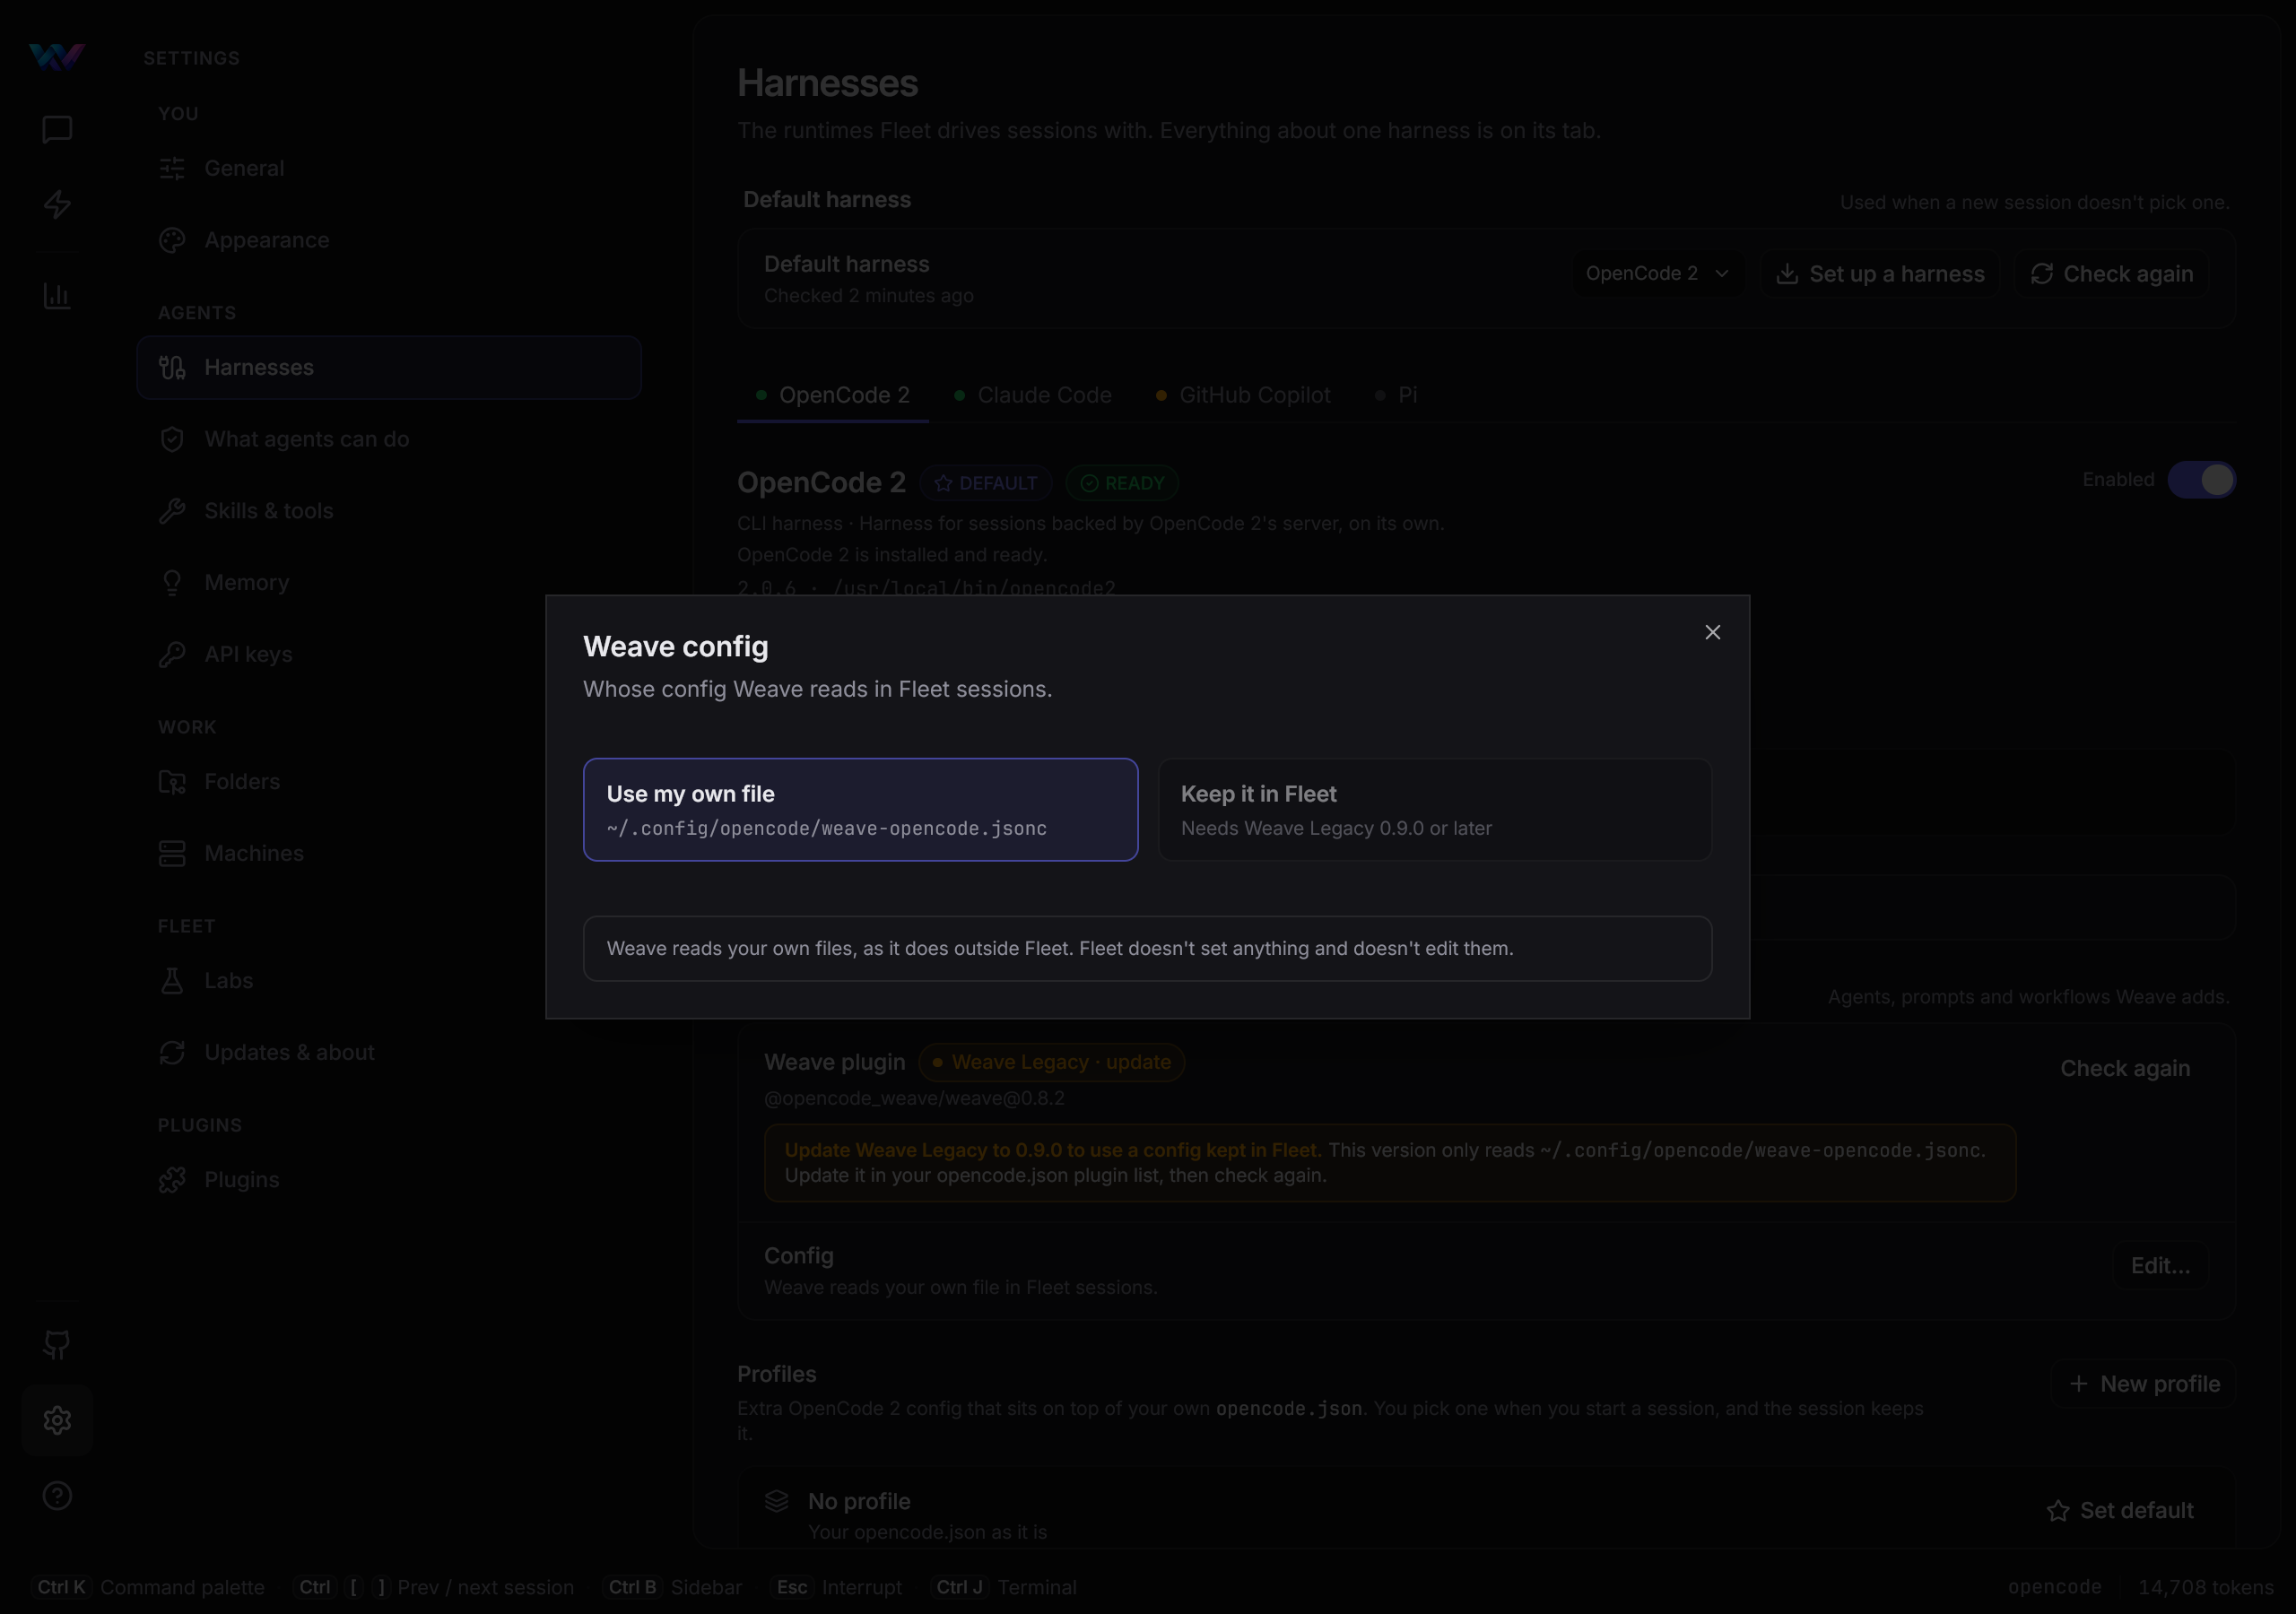 SETTINGS
YOU
General
Appearance
AGENTS
Harnesses
What agents can do
Skills & tools
Memory
API keys
WORK
Folders
Machines
FLEET
Labs
Updates & about
PLUGINS
Plugins
Harnesses
The runtimes Fleet drives sessions with. Everything about one harness is on its tab.
Default harness
Used when a new session doesn't pick one.
Default harness
Checked 2 minutes ago
OpenCode 2
Set up a harness
Check again
OpenCode 2
Claude Code
GitHub Copilot
Pi
OpenCode 2
DEFAULT
READY
Enabled
CLI harness · Harness for sessions backed by OpenCode 2's server, on its own.
OpenCode 2 is installed and ready.
2.0.6 · /usr/local/bin/opencode2
Weave config
Whose config Weave reads in Fleet sessions.
Use my own file
~/.config/opencode/weave-opencode.jsonc
Keep it in Fleet
Needs Weave Legacy 0.9.0 or later
Weave reads your own files, as it does outside Fleet. Fleet doesn't set anything and doesn't edit them.
Agents, prompts and workflows Weave adds.
Weave plugin
Weave Legacy · update
Check again
@opencode_weave/weave@0.8.2
Update Weave Legacy to 0.9.0 to use a config kept in Fleet. This version only reads ~/.config/opencode/weave-opencode.jsonc.
Update it in your opencode.json plugin list, then check again.
Config
Weave reads your own file in Fleet sessions.
Edit...
Profiles
Extra OpenCode 2 config that sits on top of your own opencode.json. You pick one when you start a session, and the session keeps
it.
New profile
No profile
Your opencode.json as it is
Set default
Ctrl K Command palette
Ctrl [ ] Prev / next session
Ctrl B Sidebar
Esc Interrupt
Ctrl J Terminal
opencode
14,708 tokens